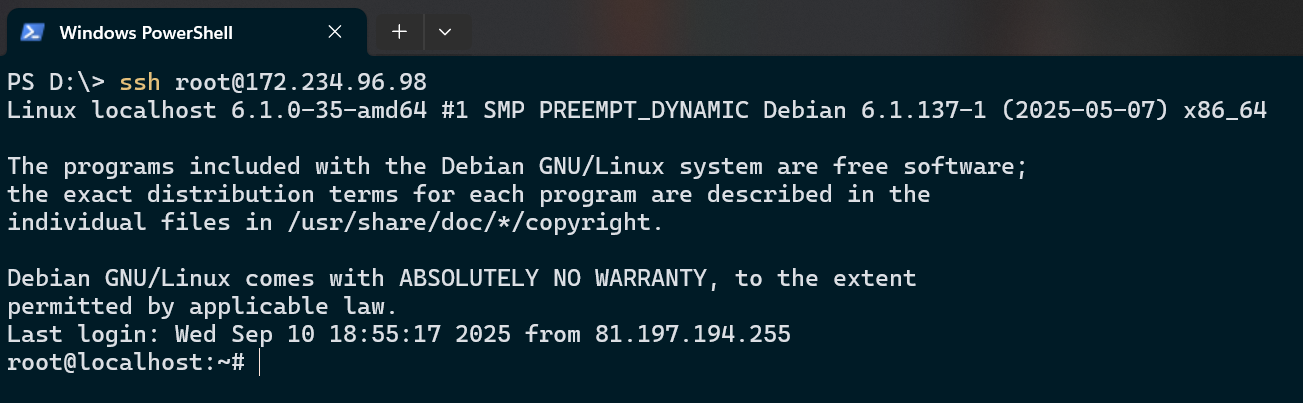 Windows PowerShell
PS D:\> ssh root@172.234.96.98
Linux localhost 6.1.0-35-amd64 #1 SMP PREEMPT_DYNAMIC Debian 6.1.137-1 (2025-05-07) x86_64
The programs included with the Debian GNU/Linux system are free software;
the exact distribution terms for each program are described in the
individual files in /usr/share/doc/*/copyright.
Debian GNU/Linux comes with ABSOLUTELY NO WARRANTY, to the extent
permitted by applicable law.
Last login: Wed Sep 10 18:55:17 2025 from 81.197.194.255
root@localhost:~#